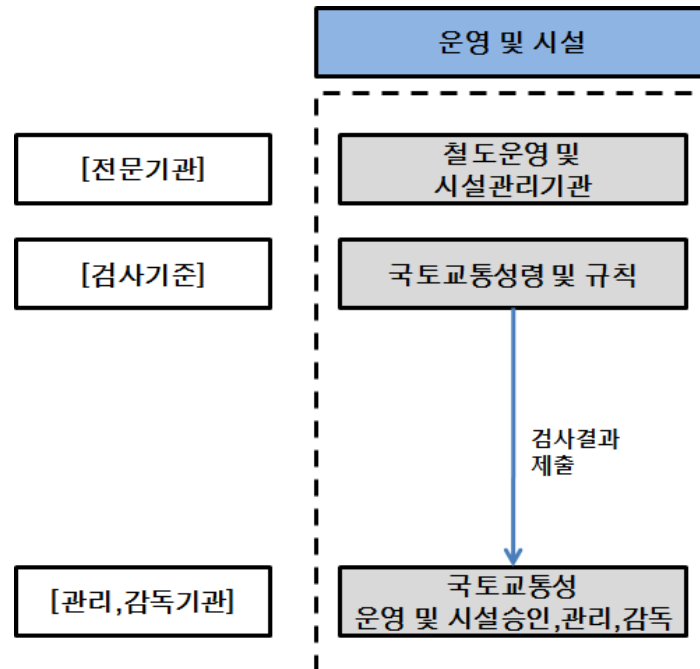 운영 및 시설
[전문기관]
철도운영 및
시설관리기관
[검사기준]
국토교통성령 및 규칙
검사결과
제출
[관리,감독기관]
국토교통성
운영 및 시설승인,관리,감독